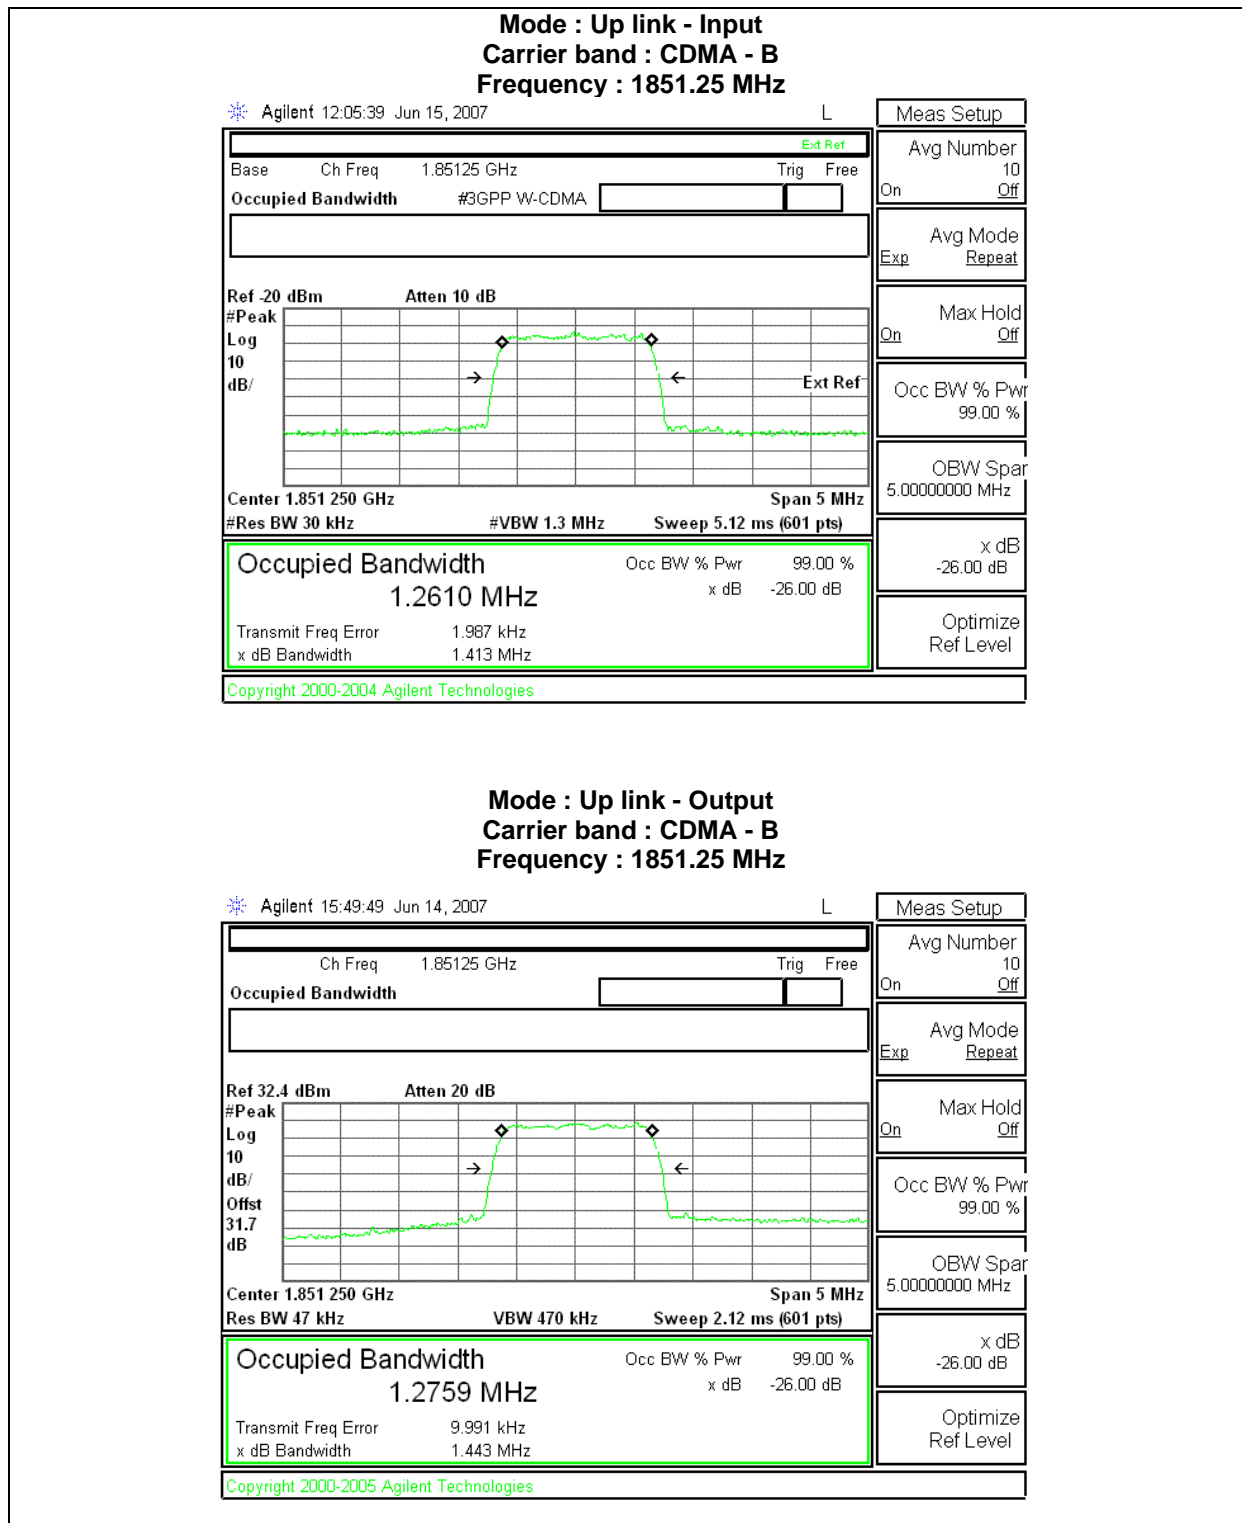 Mode : Up link - Input
Carrier band : CDMA - B
Frequency : 1851.25 MHz
Agilent 12:05:39 Jun 15, 2007 L
Meas Setup
Ext Ref
Base Ch Freq 1.85125 GHz Trig Free
Occupied Bandwidth #3GPP W-CDMA
Avg Number
10
On Off
Avg Mode
Exp Repeat
Ref -20 dBm Atten 10 dB
#Peak
Log
10
dB/
Ext Ref
Max Hold
On Off
Occ BW % Pwr
99.00 %
OBW Span
5.00000000 MHz
Center 1.851 250 GHz Span 5 MHz
#Res BW 30 kHz #VBW 1.3 MHz Sweep 5.12 ms (601 pts)
Occupied Bandwidth Occ BW % Pwr 99.00 %
1.2610 MHz x dB -26.00 dB
Transmit Freq Error 1.987 kHz
x dB Bandwidth 1.413 MHz
x dB
-26.00 dB
Optimize
Ref Level
Copyright 2000-2004 Agilent Technologies
Mode : Up link - Output
Carrier band : CDMA - B
Frequency : 1851.25 MHz
Agilent 15:49:49 Jun 14, 2007 L
Meas Setup
Ch Freq 1.85125 GHz Trig Free
Occupied Bandwidth
Avg Number
10
On Off
Avg Mode
Exp Repeat
Ref 32.4 dBm Atten 20 dB
#Peak
Log
10
dB/
Offst
31.7
dB
Max Hold
On Off
Occ BW % Pwr
99.00 %
OBW Span
5.00000000 MHz
Center 1.851 250 GHz Span 5 MHz
Res BW 47 kHz VBW 470 kHz Sweep 2.12 ms (601 pts)
Occupied Bandwidth Occ BW % Pwr 99.00 %
1.2759 MHz x dB -26.00 dB
Transmit Freq Error 9.991 kHz
x dB Bandwidth 1.443 MHz
x dB
-26.00 dB
Optimize
Ref Level
Copyright 2000-2005 Agilent Technologies